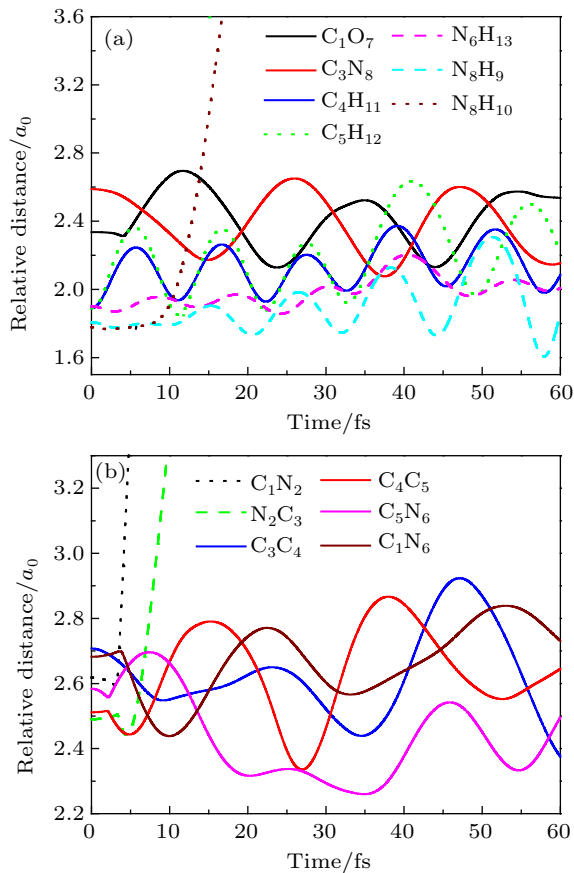 (a)
C₁O₇
C₃N₈
C₄H₁₁
C₅H₁₂
N₆H₁₃
N₈H₉
N₈H₁₀
3.6
3.2
2.8
2.4
2.0
1.6
Relative distance/a₀
0 10 20 30 40 50 60
Time/fs
(b)
C₁N₂
N₂C₃
C₃C₄
C₄C₅
C₅N₆
C₁N₆
3.2
3.0
2.8
2.6
2.4
2.2
Relative distance/a₀
0 10 20 30 40 50 60
Time/fs